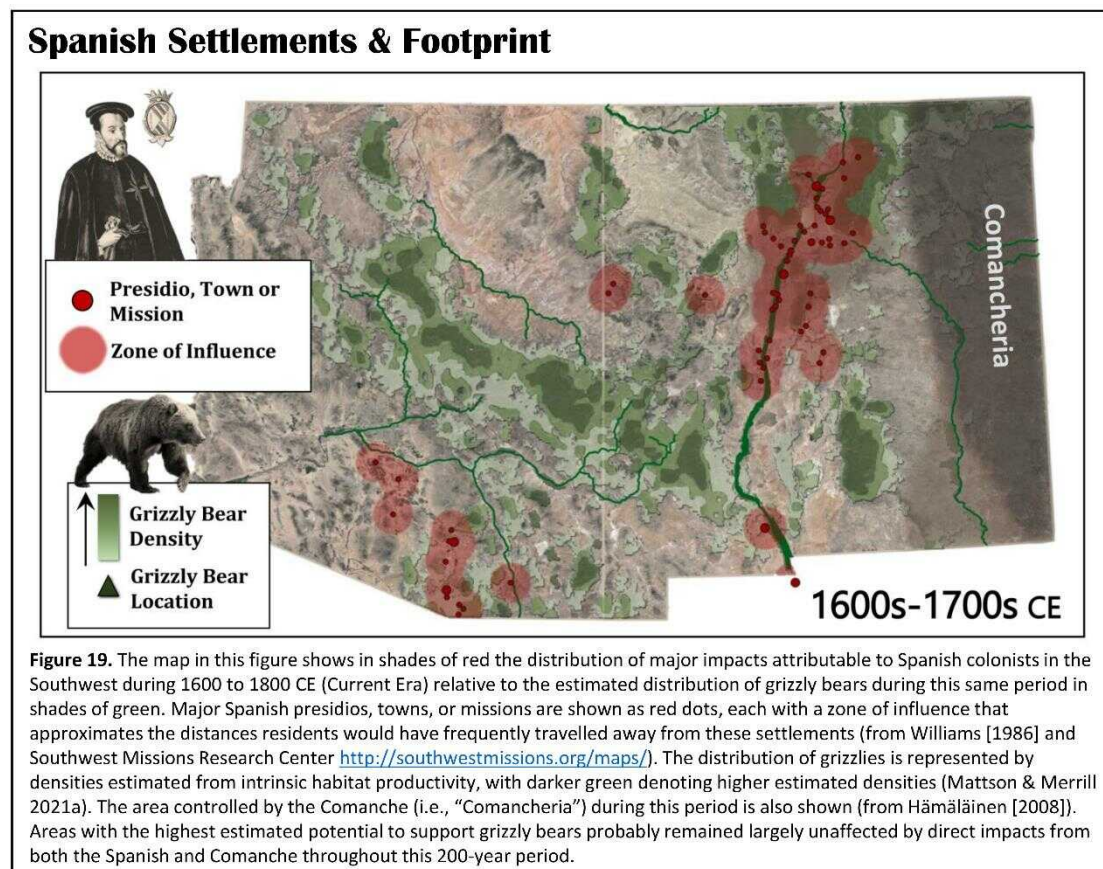 Spanish Settlements & Footprint
Presidio, Town or
Mission
Zone of Influence
Grizzly Bear
Density
Grizzly Bear
Location
Comancheria
1600s-1700s CE
Figure 19. The map in this figure shows in shades of red the distribution of major impacts attributable to Spanish colonists in the
Southwest during 1600 to 1800 CE (Current Era) relative to the estimated distribution of grizzly bears during this same period in
shades of green. Major Spanish presidios, towns, or missions are shown as red dots, each with a zone of influence that
approximates the distances residents would have frequently travelled away from these settlements (from Williams [1986] and
Southwest Missions Research Center http://southwestmissions.org/maps/). The distribution of grizzlies is represented by
densities estimated from intrinsic habitat productivity, with darker green denoting higher estimated densities (Mattson & Merrill
2021a). The area controlled by the Comanche (i.e., “Comancheria”) during this period is also shown (from Hämäläinen [2008]).
Areas with the highest estimated potential to support grizzly bears probably remained largely unaffected by direct impacts from
both the Spanish and Comanche throughout this 200-year period.